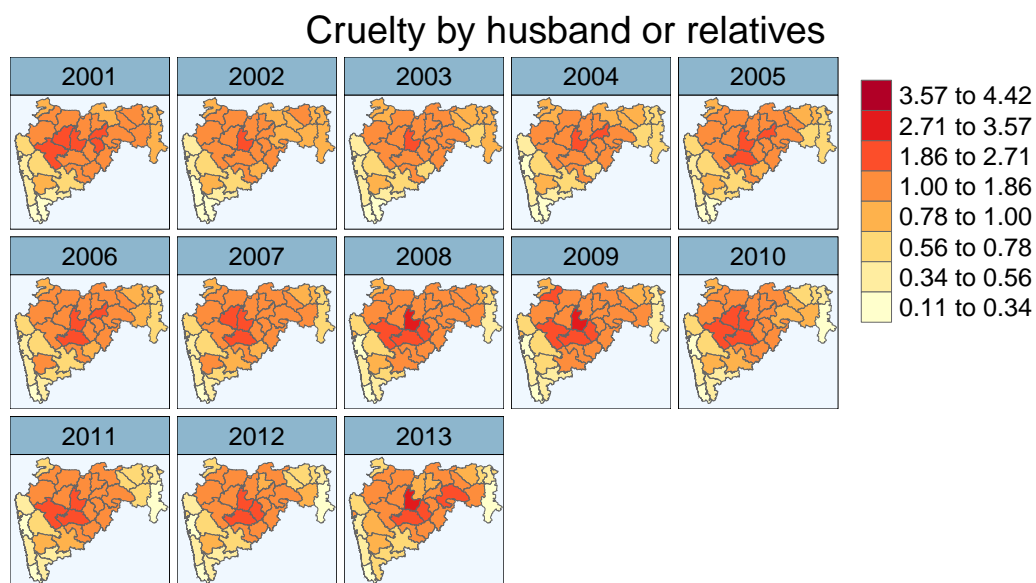 Cruelty by husband or relatives
2001
2002
2003
2004
2005
3.57 to 4.42
2.71 to 3.57
1.86 to 2.71
1.00 to 1.86
0.78 to 1.00
0.56 to 0.78
0.34 to 0.56
0.11 to 0.34
2006
2007
2008
2009
2010
2011
2012
2013